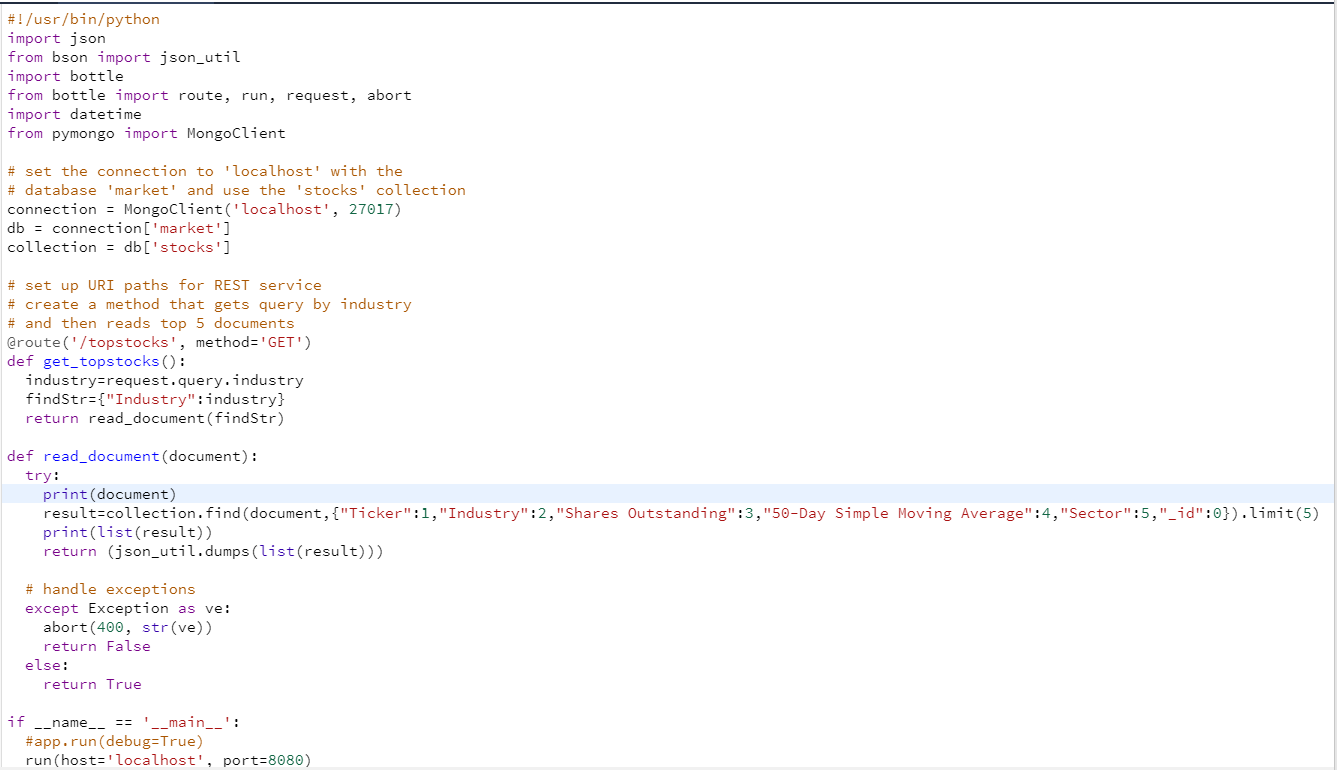 #!/usr/bin/python
import json
from bson import json_util
import bottle
from bottle import route, run, request, abort
import datetime
from pymongo import MongoClient
# set the connection to 'localhost' with the
# database 'market' and use the 'stocks' collection
connection = MongoClient('localhost', 27017)
db = connection['market']
collection = db['stocks']
# set up URI paths for REST service
# create a method that gets query by industry
# and then reads top 5 documents
@route('/topstocks', method='GET')
def get_topstocks():
  industry=request.query.industry
  findStr={"Industry":industry}
  return read_document(findStr)
def read_document(document):
  try:
    print(document)
    result=collection.find(document,{"Ticker":1,"Industry":2,"Shares Outstanding":3,"50-Day Simple Moving Average":4,"Sector":5,"_id":0}).limit(5)
    print(list(result))
    return (json_util.dumps(list(result)))
  # handle exceptions
  except Exception as ve:
    abort(400, str(ve))
    return False
  else:
    return True
if __name__ == '__main__':
  #app.run(debug=True)
  run(host='localhost', port=8080)